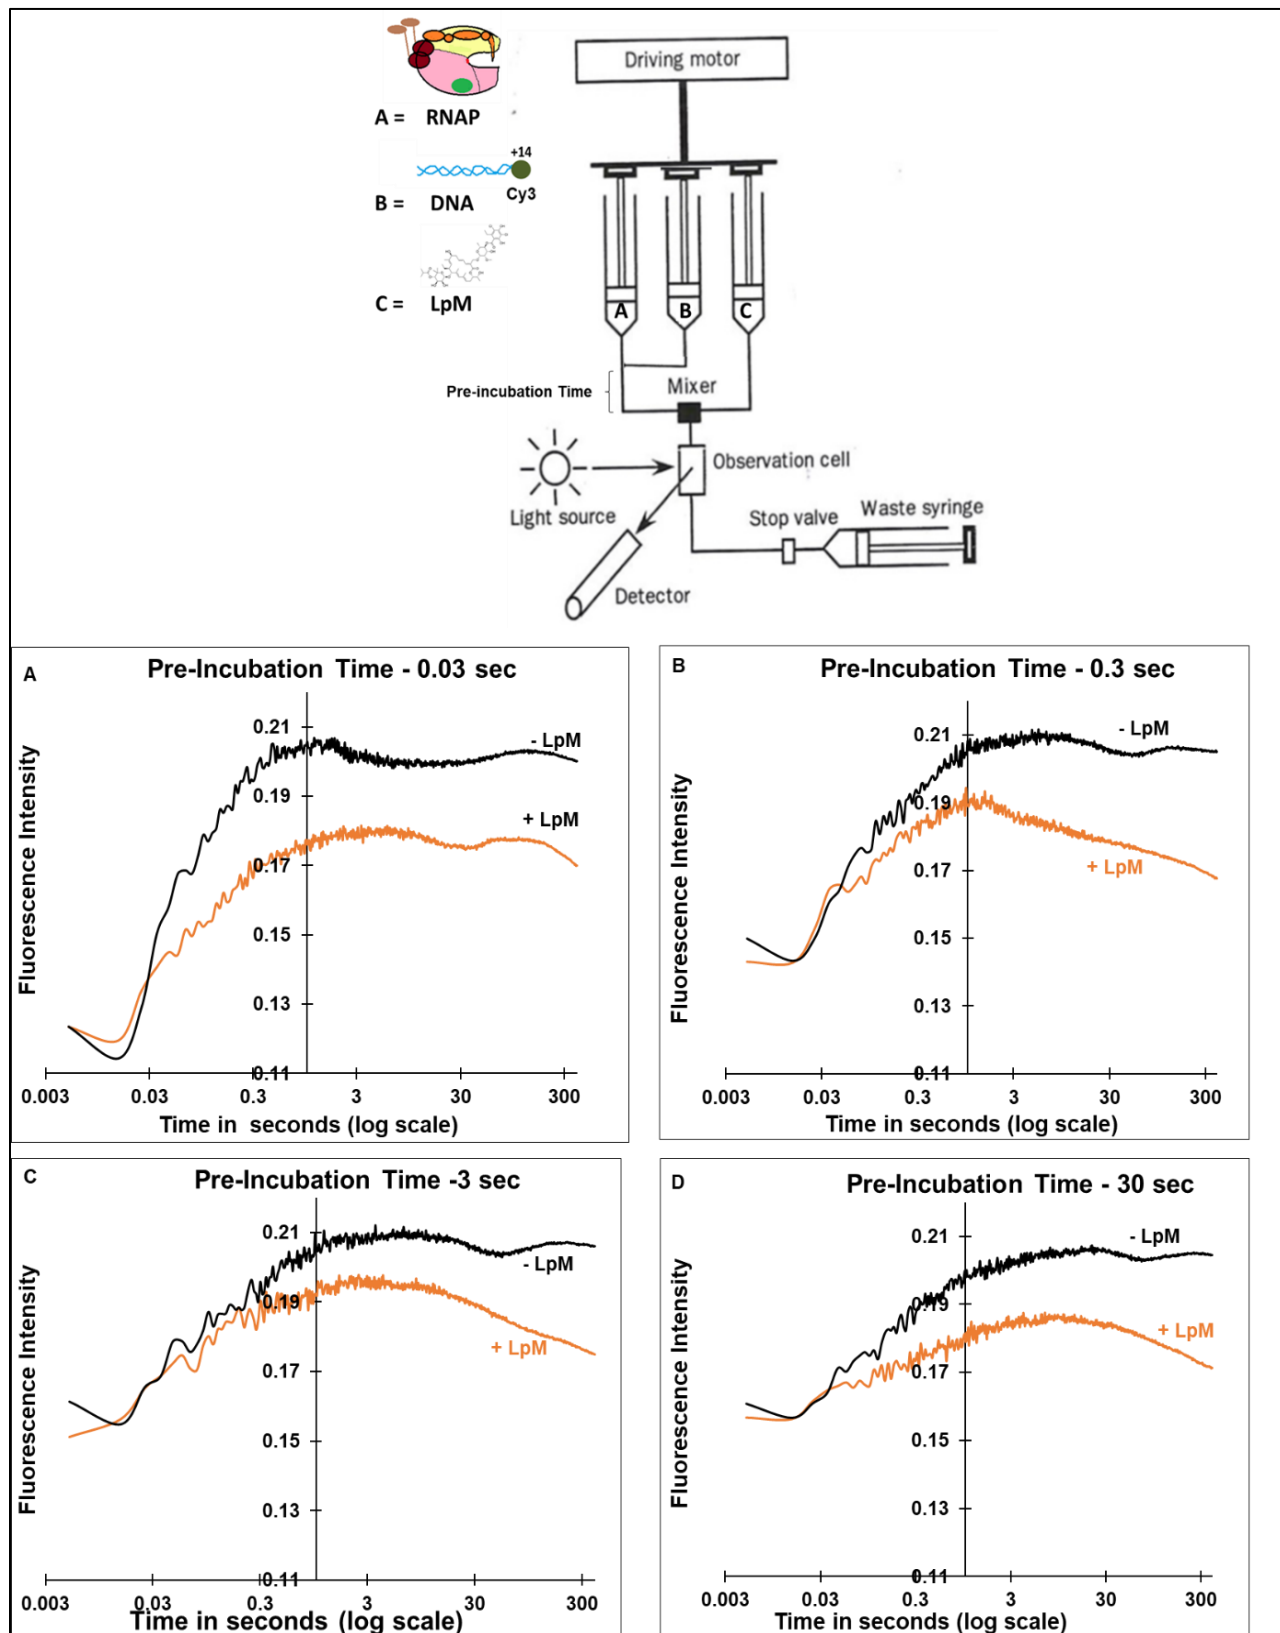 Driving motor
A = RNAP
+14
Cy3
B = DNA
C = LpM
A
B
C
Pre-incubation Time
Mixer
Observation cell
Light source
Stop valve
Waste syringe
Detector
A
Pre-Incubation Time - 0.03 sec
Fluorescence Intensity
0.21
0.19
0.17
0.15
0.13
0.11
- LpM
+ LpM
0.003
0.03
0.3
3
30
300
Time in seconds (log scale)
B
Pre-Incubation Time - 0.3 sec
Fluorescence Intensity
0.21
0.19
0.17
0.15
0.13
0.11
- LpM
+ LpM
0.003
0.03
0.3
3
30
300
Time in seconds (log scale)
C
Pre-Incubation Time -3 sec
Fluorescence Intensity
0.21
0.19
0.17
0.15
0.13
0.11
- LpM
+ LpM
0.003
0.03
0.3
3
30
300
Time in seconds (log scale)
D
Pre-Incubation Time - 30 sec
Fluorescence Intensity
0.21
0.19
0.17
0.15
0.13
0.11
- LpM
+ LpM
0.003
0.03
0.3
3
30
300
Time in seconds (log scale)